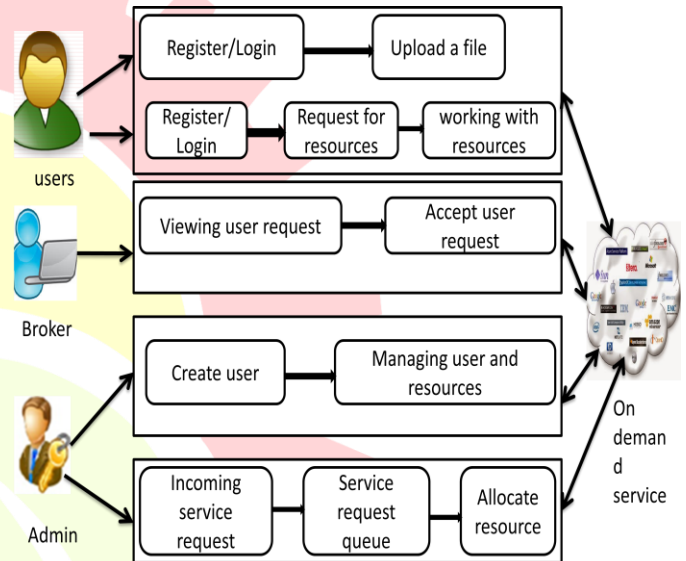 Register/Login
Upload a file
Register/
Login
Request for
resources
working with
resources
users
Viewing user request
Accept user
request
Broker
Create user
Managing user and
resources
On
deman
d
service
Incoming
service
request
Service
request
queue
Allocate
resource
Admin